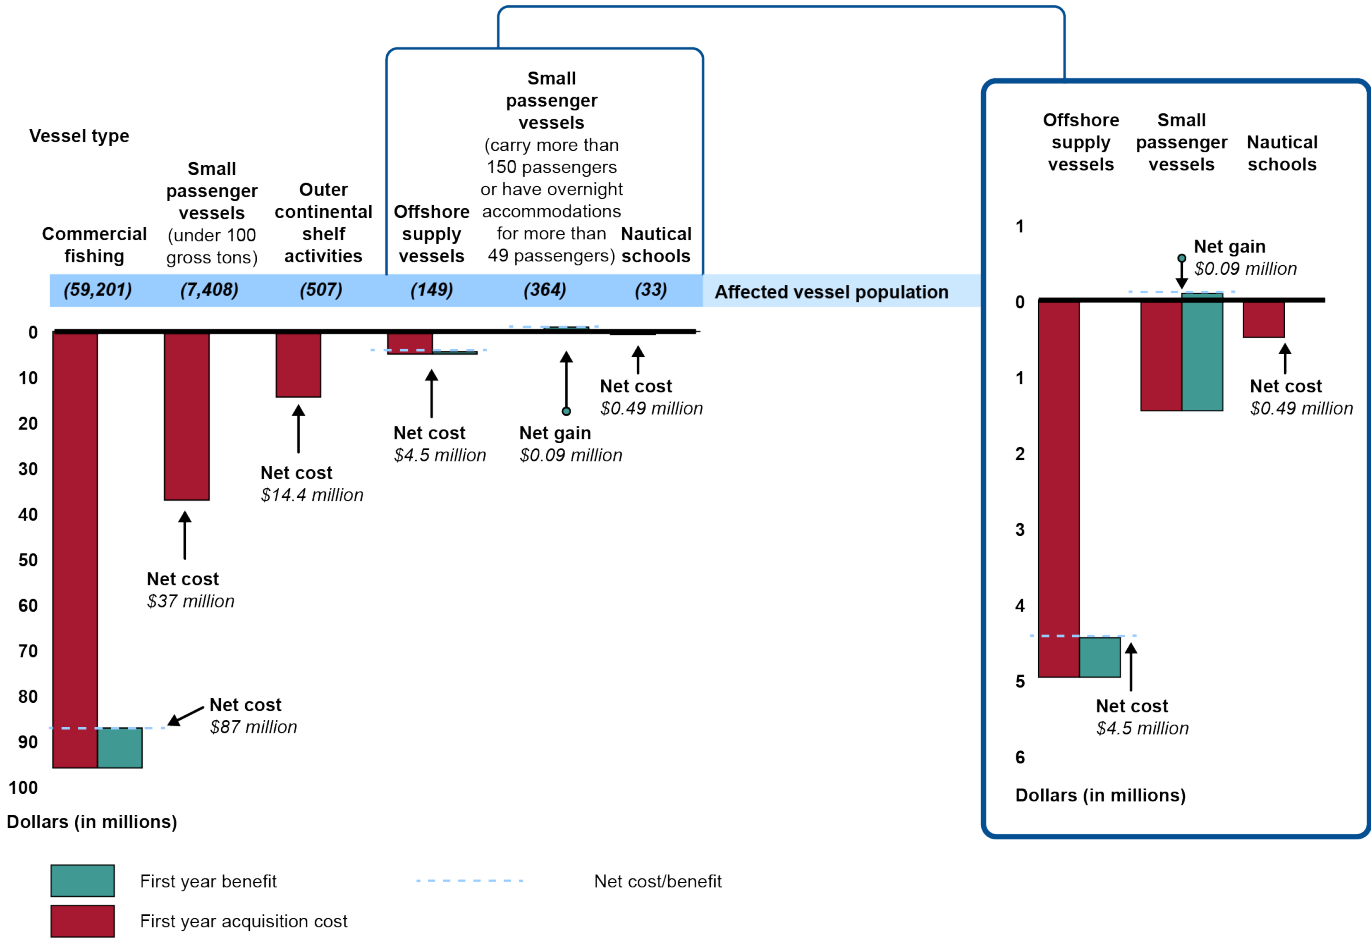 Vessel type
Commercial
fishing
Small
passenger
vessels
(under 100
gross tons)
Outer
continental
shelf
activities
Offshore
supply
vessels
Small
passenger
vessels
(carry more than
150 passengers
or have overnight
accommodations
for more than
49 passengers)
Nautical
schools
(59,201)
(7,408)
(507)
(149)
(364)
(33)
Affected vessel population
0
10
20
30
40
50
60
70
80
90
100
Dollars (in millions)
Net cost
$87 million
Net cost
$37 million
Net cost
$14.4 million
Net cost
$4.5 million
Net gain
$0.09 million
Net cost
$0.49 million
Offshore
supply
vessels
Small
passenger
vessels
Nautical
schools
1
0
1
2
3
4
5
6
Dollars (in millions)
Net gain
$0.09 million
Net cost
$0.49 million
Net cost
$4.5 million
First year benefit
Net cost/benefit
First year acquisition cost